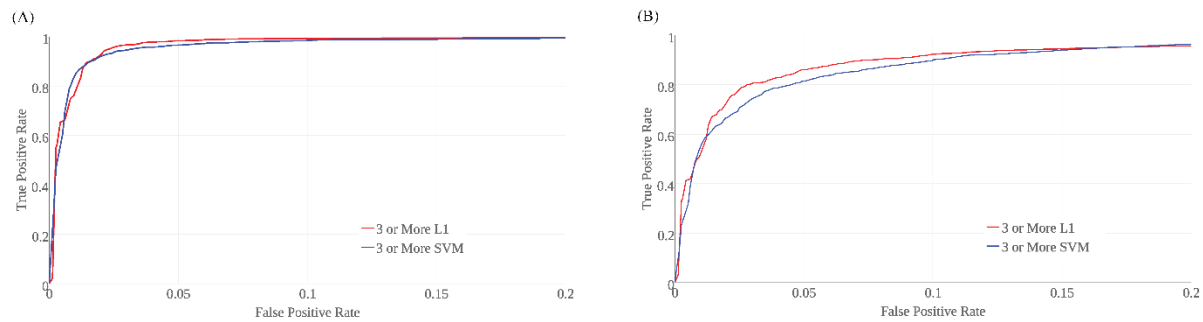 (A)
1
0.8
0.6
0.4
0.2
0
True Positive Rate
3 or More L1
3 or More SVM
0
0.05
0.1
0.15
0.2
False Positive Rate
(B)
1
0.8
0.6
0.4
0.2
0
True Positive Rate
3 or More L1
3 or More SVM
0
0.05
0.1
0.15
0.2
False Positive Rate